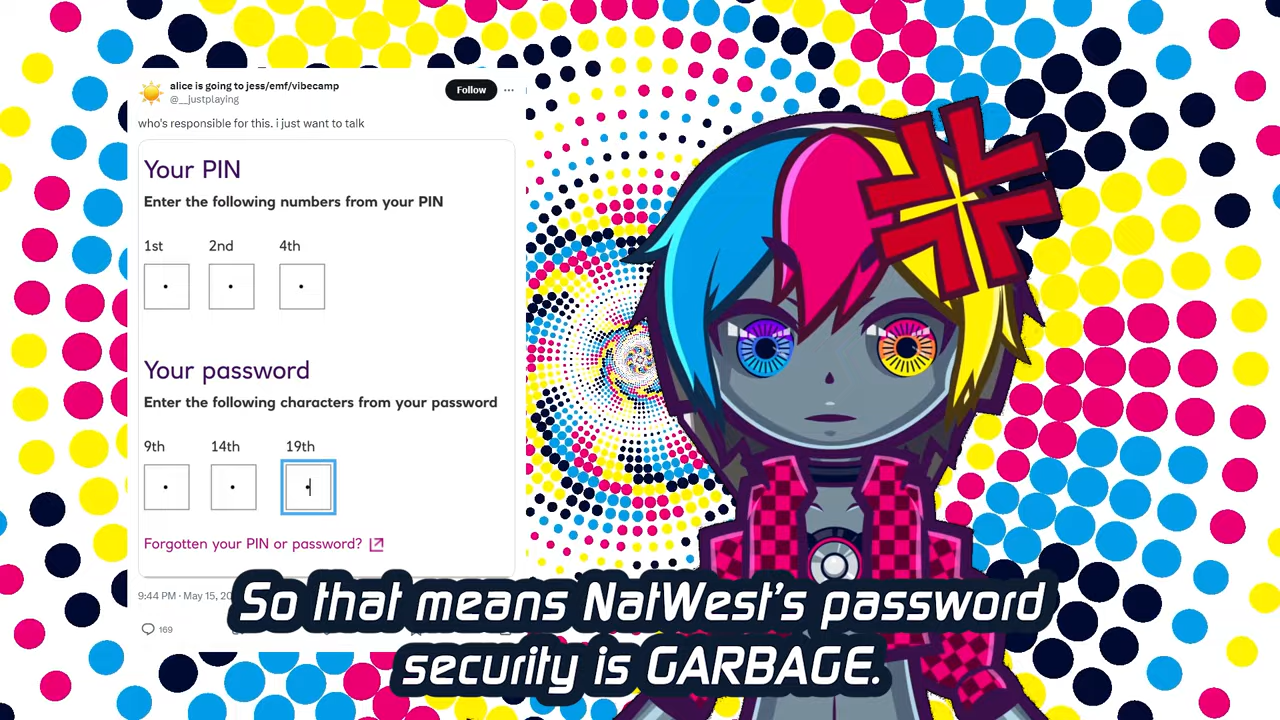 alice is going to jess/emf/vibecamp
@__justplaying
Follow
who's responsible for this. i just want to talk
Your PIN
Enter the following numbers from your PIN
1st 2nd 4th
Your password
Enter the following characters from your password
9th 14th 19th
Forgotten your PIN or password?
9:44 PM · May 15, 20
169
So that means NatWest's password
security is GARBAGE.